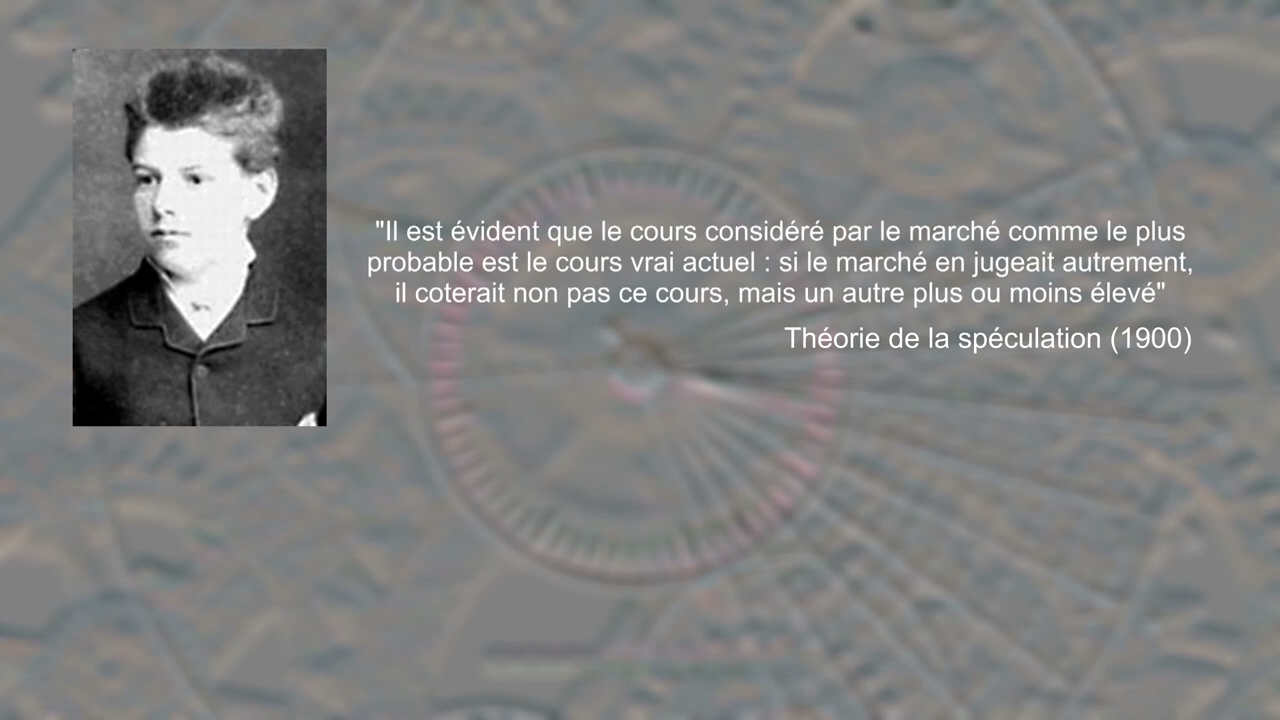 "Il est évident que le cours considéré par le marché comme le plus
probable est le cours vrai actuel : si le marché en jugeait autrement,
il coterait non pas ce cours, mais un autre plus ou moins élevé"
Théorie de la spéculation (1900)